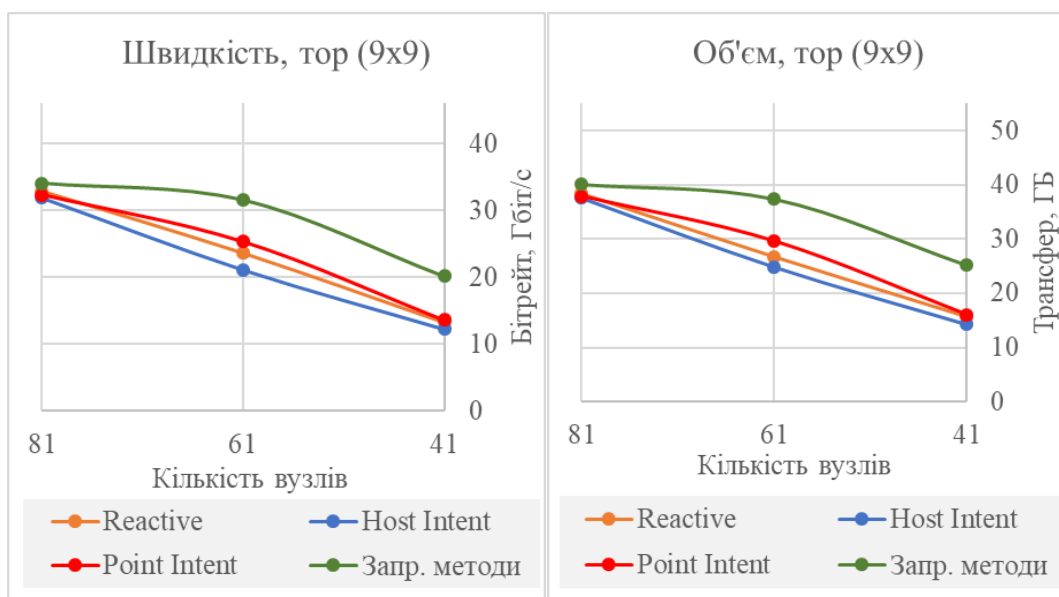 Швидкість, тор (9x9)
40
30
20
10
0
Бітрейт, Гбіт/с
81 61 41
Кількість вузлів
Reactive Host Intent
Point Intent Запр. методи
Об'єм, тор (9x9)
50
40
30
20
10
0
Трансфер, ГБ
81 61 41
Кількість вузлів
Reactive Host Intent
Point Intent Запр. методи